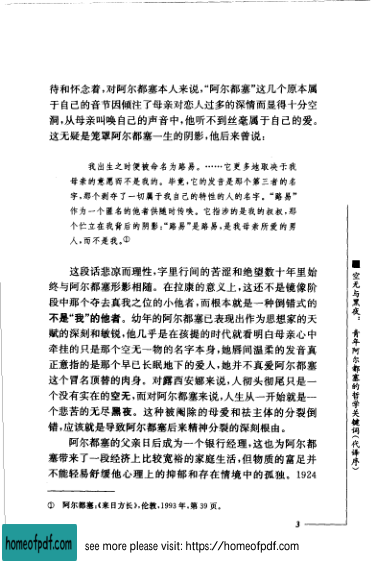 待和怀念着,对阿尔都塞本人来说,“阿尔都塞”这几个原本属
于自己的音节因倾注了母亲对恋人过多的深情而显得十分空
洞,从母亲叫唤自己的声音中,他听不到丝毫属于自己的爱。
这无疑是笼罩阿尔都塞一生的阴影,他后来曾说:
我出生之时便被命名为路易。……它更多地取决于我
母亲的意愿而不是我的。毕竟,它的发音是那个第三者的名
字,那个剥夺了一切属于我自己的特性的人的名字。“路易”
作为一个匿名的他者供随时传唤。它指涉的是我的叔叔,那
个伫立在我背后的阴影:“路易”是路易,是我母亲所爱的男
人,而不是我。①
这段话悲凉而理性,字里行间的苦涩和绝望数十年里始
终与阿尔都塞形影相随。在拉康的意义上,这还不是镜像阶
段中那个夺去真我之位的小他者,而根本就是一种倒错式的
不是“我”的他者。幼年的阿尔都塞已表现出作为思想家的天
赋的深刻和敏锐,他几乎是在孩提的时代就看明白母亲心中
牵挂的只是那个空无一物的名字本身,她唇间温柔的发音真
正意指的是那个早已长眠地下的爱人,她并不真爱阿尔都塞
这个冒名顶替的肉身。对露西安娜来说,人彻头彻尾只是一
个没有实在的空无,而对阿尔都塞来说,人生从一开始就是一
个悲苦的无尽黑夜。这种被阉除的母爱和祛主体的分裂倒
错,应该就是导致阿尔都塞后来精神分裂的深刻根由。
阿尔都塞的父亲日后成为一个银行经理,这也为阿尔都
塞带来了一段经济上比较宽裕的家庭生活,但物质的富足并
不能轻易舒缓他心理上的抑郁和存在情境中的孤独。1924
① 阿尔都塞:《来日方长》,伦敦,1993年,第39页。
■空无与黑夜:青年阿尔都塞的哲学关键词(代译序)
3
homeofpdf.com
see more please visit: https://homeofpdf.com